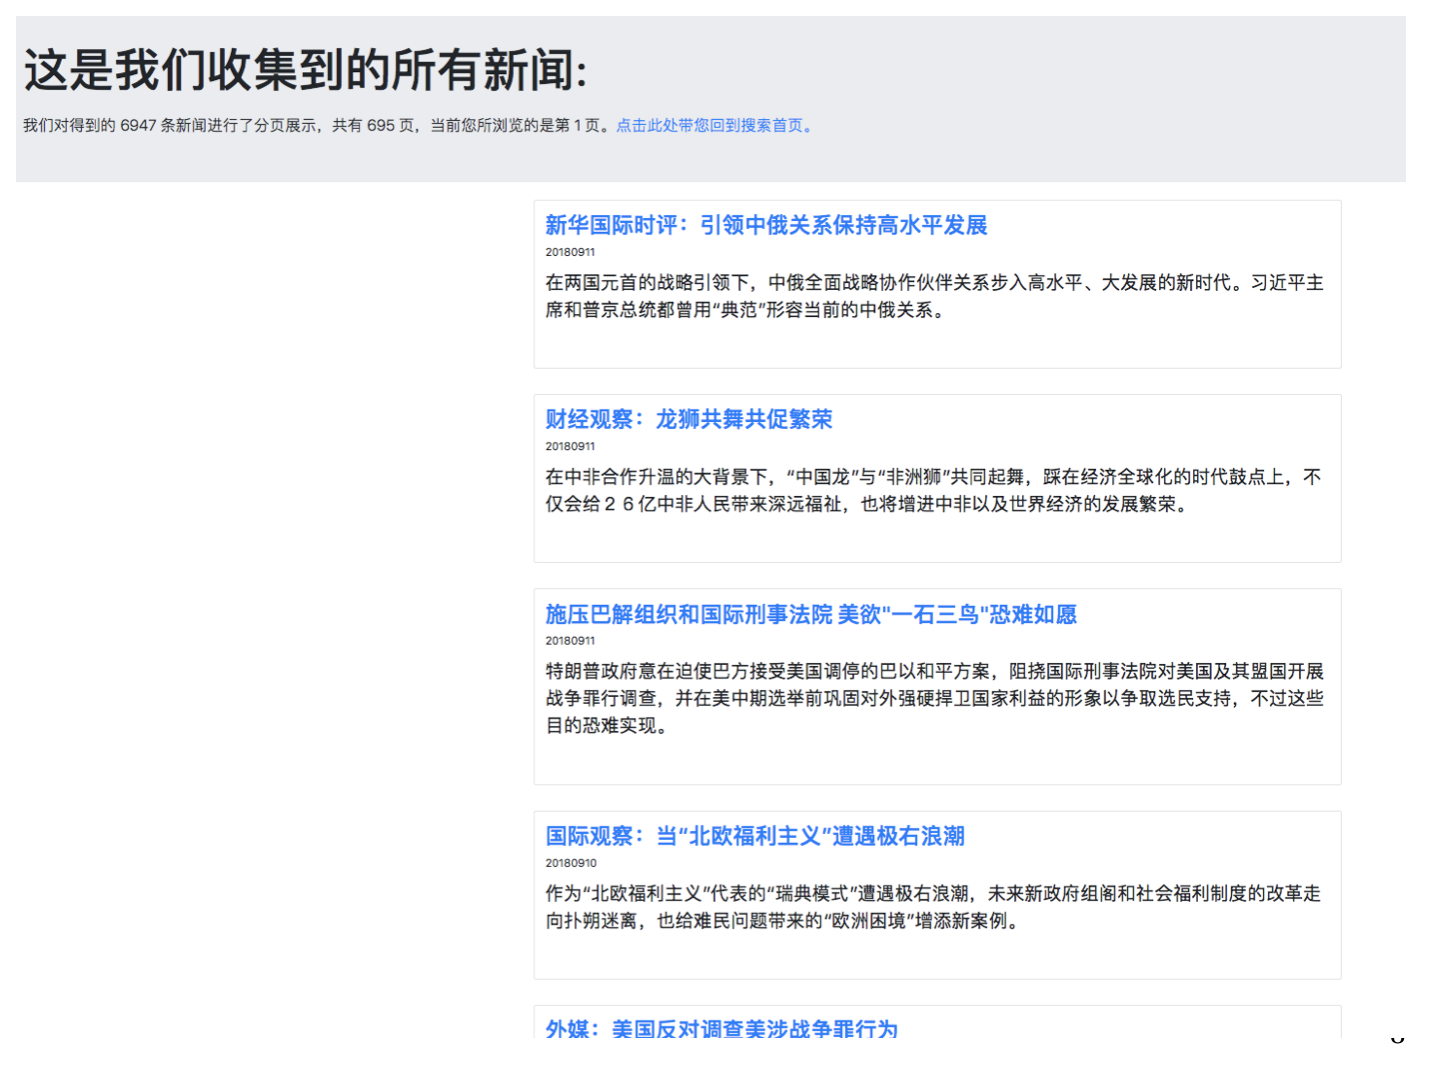 这是我们收集到的所有新闻:
我们对得到的 6947 条新闻进行了分页展示，共有 695 页，当前您所浏览的是第 1 页。点击此处带您回到搜索首页。
新华国际时评：引领中俄关系保持高水平发展
20180911
在两国元首的战略引领下，中俄全面战略协作伙伴关系步入高水平、大发展的新时代。习近平主
席和普京总统都曾用“典范”形容当前的中俄关系。
财经观察：龙狮共舞共促繁荣
20180911
在中非合作升温的大背景下，“中国龙”与“非洲狮”共同起舞，踩在经济全球化的时代鼓点上，不
仅会给２６亿中非人民带来深远福祉，也将增进中非以及世界经济的发展繁荣。
施压巴解组织和国际刑事法院 美欲"一石三鸟"恐难如愿
20180911
特朗普政府意在迫使巴方接受美国调停的巴以和平方案，阻挠国际刑事法院对美国及其盟国开展
战争罪行调查，并在美中期选举前巩固对外强硬捍卫国家利益的形象以争取选民支持，不过这些
目的恐难实现。
国际观察：当“北欧福利主义”遭遇极右浪潮
20180910
作为“北欧福利主义”代表的“瑞典模式”遭遇极右浪潮，未来新政府组阁和社会福利制度的改革走
向扑朔迷离，也给难民问题带来的“欧洲困境”增添新案例。
外媒：美国反对调查美涉战争罪行为